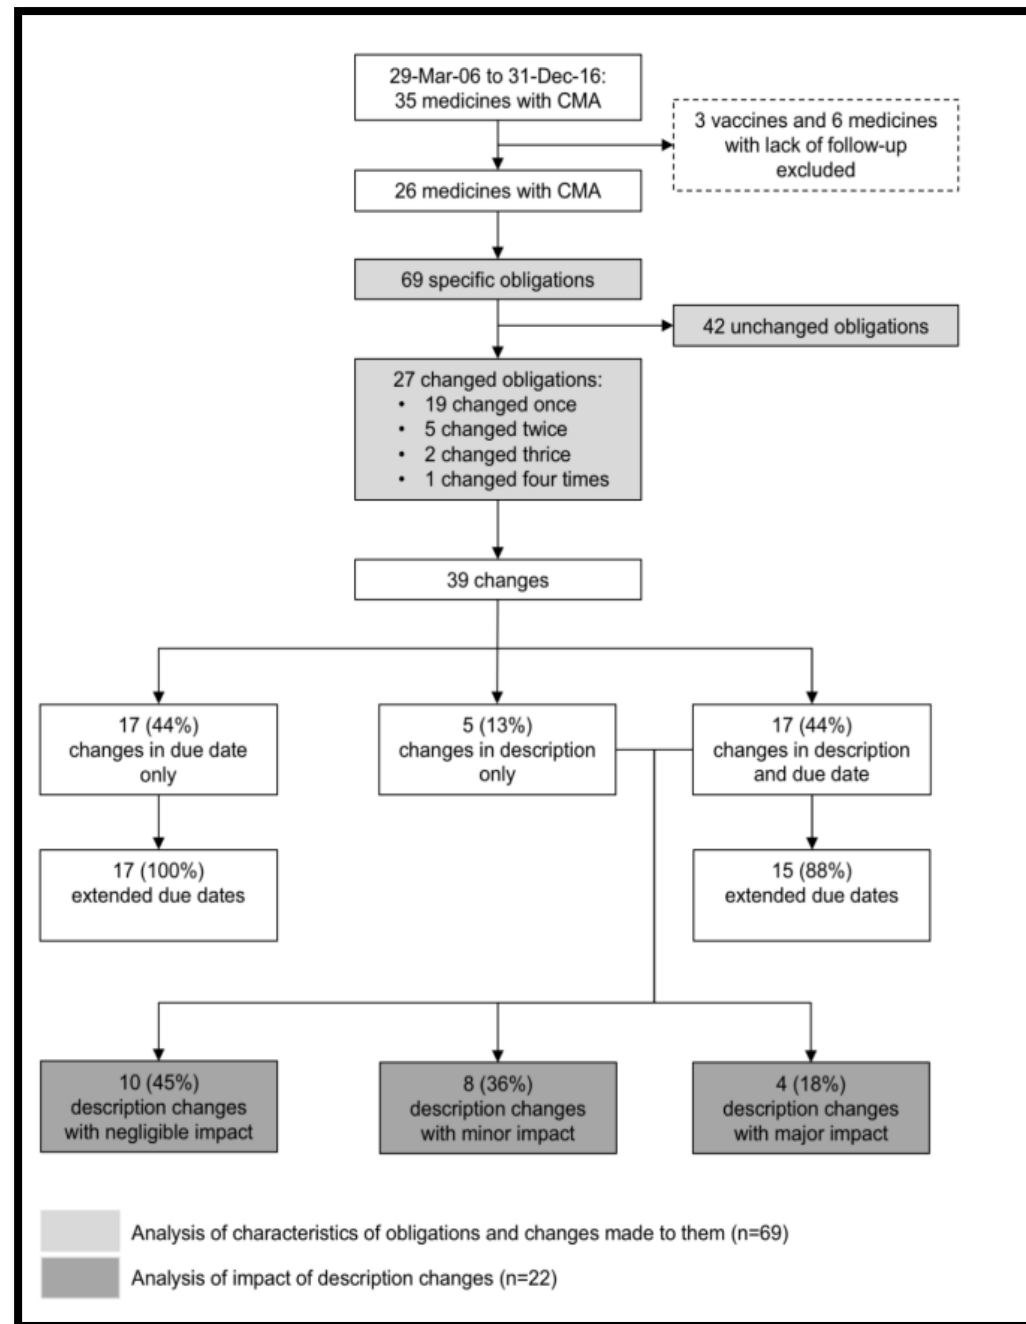 29-Mar-06 to 31-Dec-16:
35 medicines with CMA
3 vaccines and 6 medicines
with lack of follow-up
excluded
26 medicines with CMA
69 specific obligations
42 unchanged obligations
27 changed obligations:
• 19 changed once
• 5 changed twice
• 2 changed thrice
• 1 changed four times
39 changes
17 (44%)
changes in due date
only
5 (13%)
changes in description
only
17 (44%)
changes in description
and due date
17 (100%)
extended due dates
15 (88%)
extended due dates
10 (45%)
description changes
with negligible impact
8 (36%)
description changes
with minor impact
4 (18%)
description changes
with major impact
Analysis of characteristics of obligations and changes made to them (n=69)
Analysis of impact of description changes (n=22)